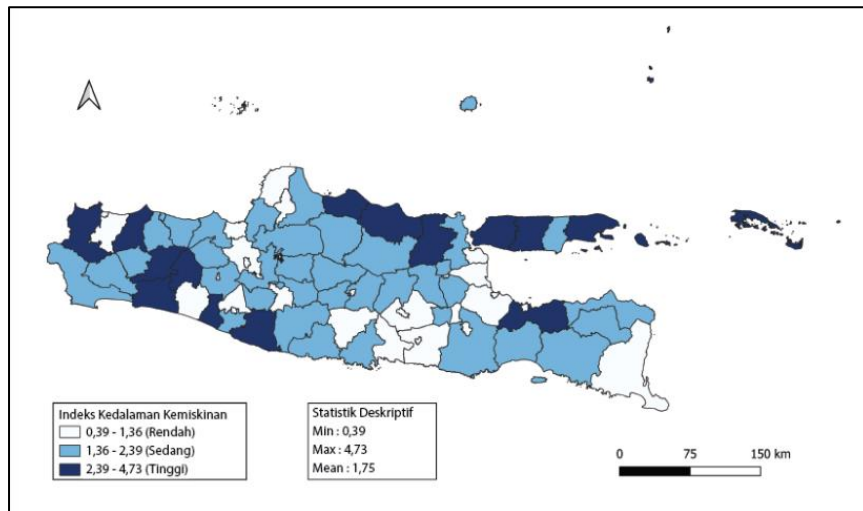 Indeks Kedalaman Kemiskinan
0,39 - 1,36 (Rendah)
1,36 - 2,39 (Sedang)
2,39 - 4,73 (Tinggi)
Statistik Deskriptif
Min : 0,39
Max : 4,73
Mean : 1,75
0 75 150 km